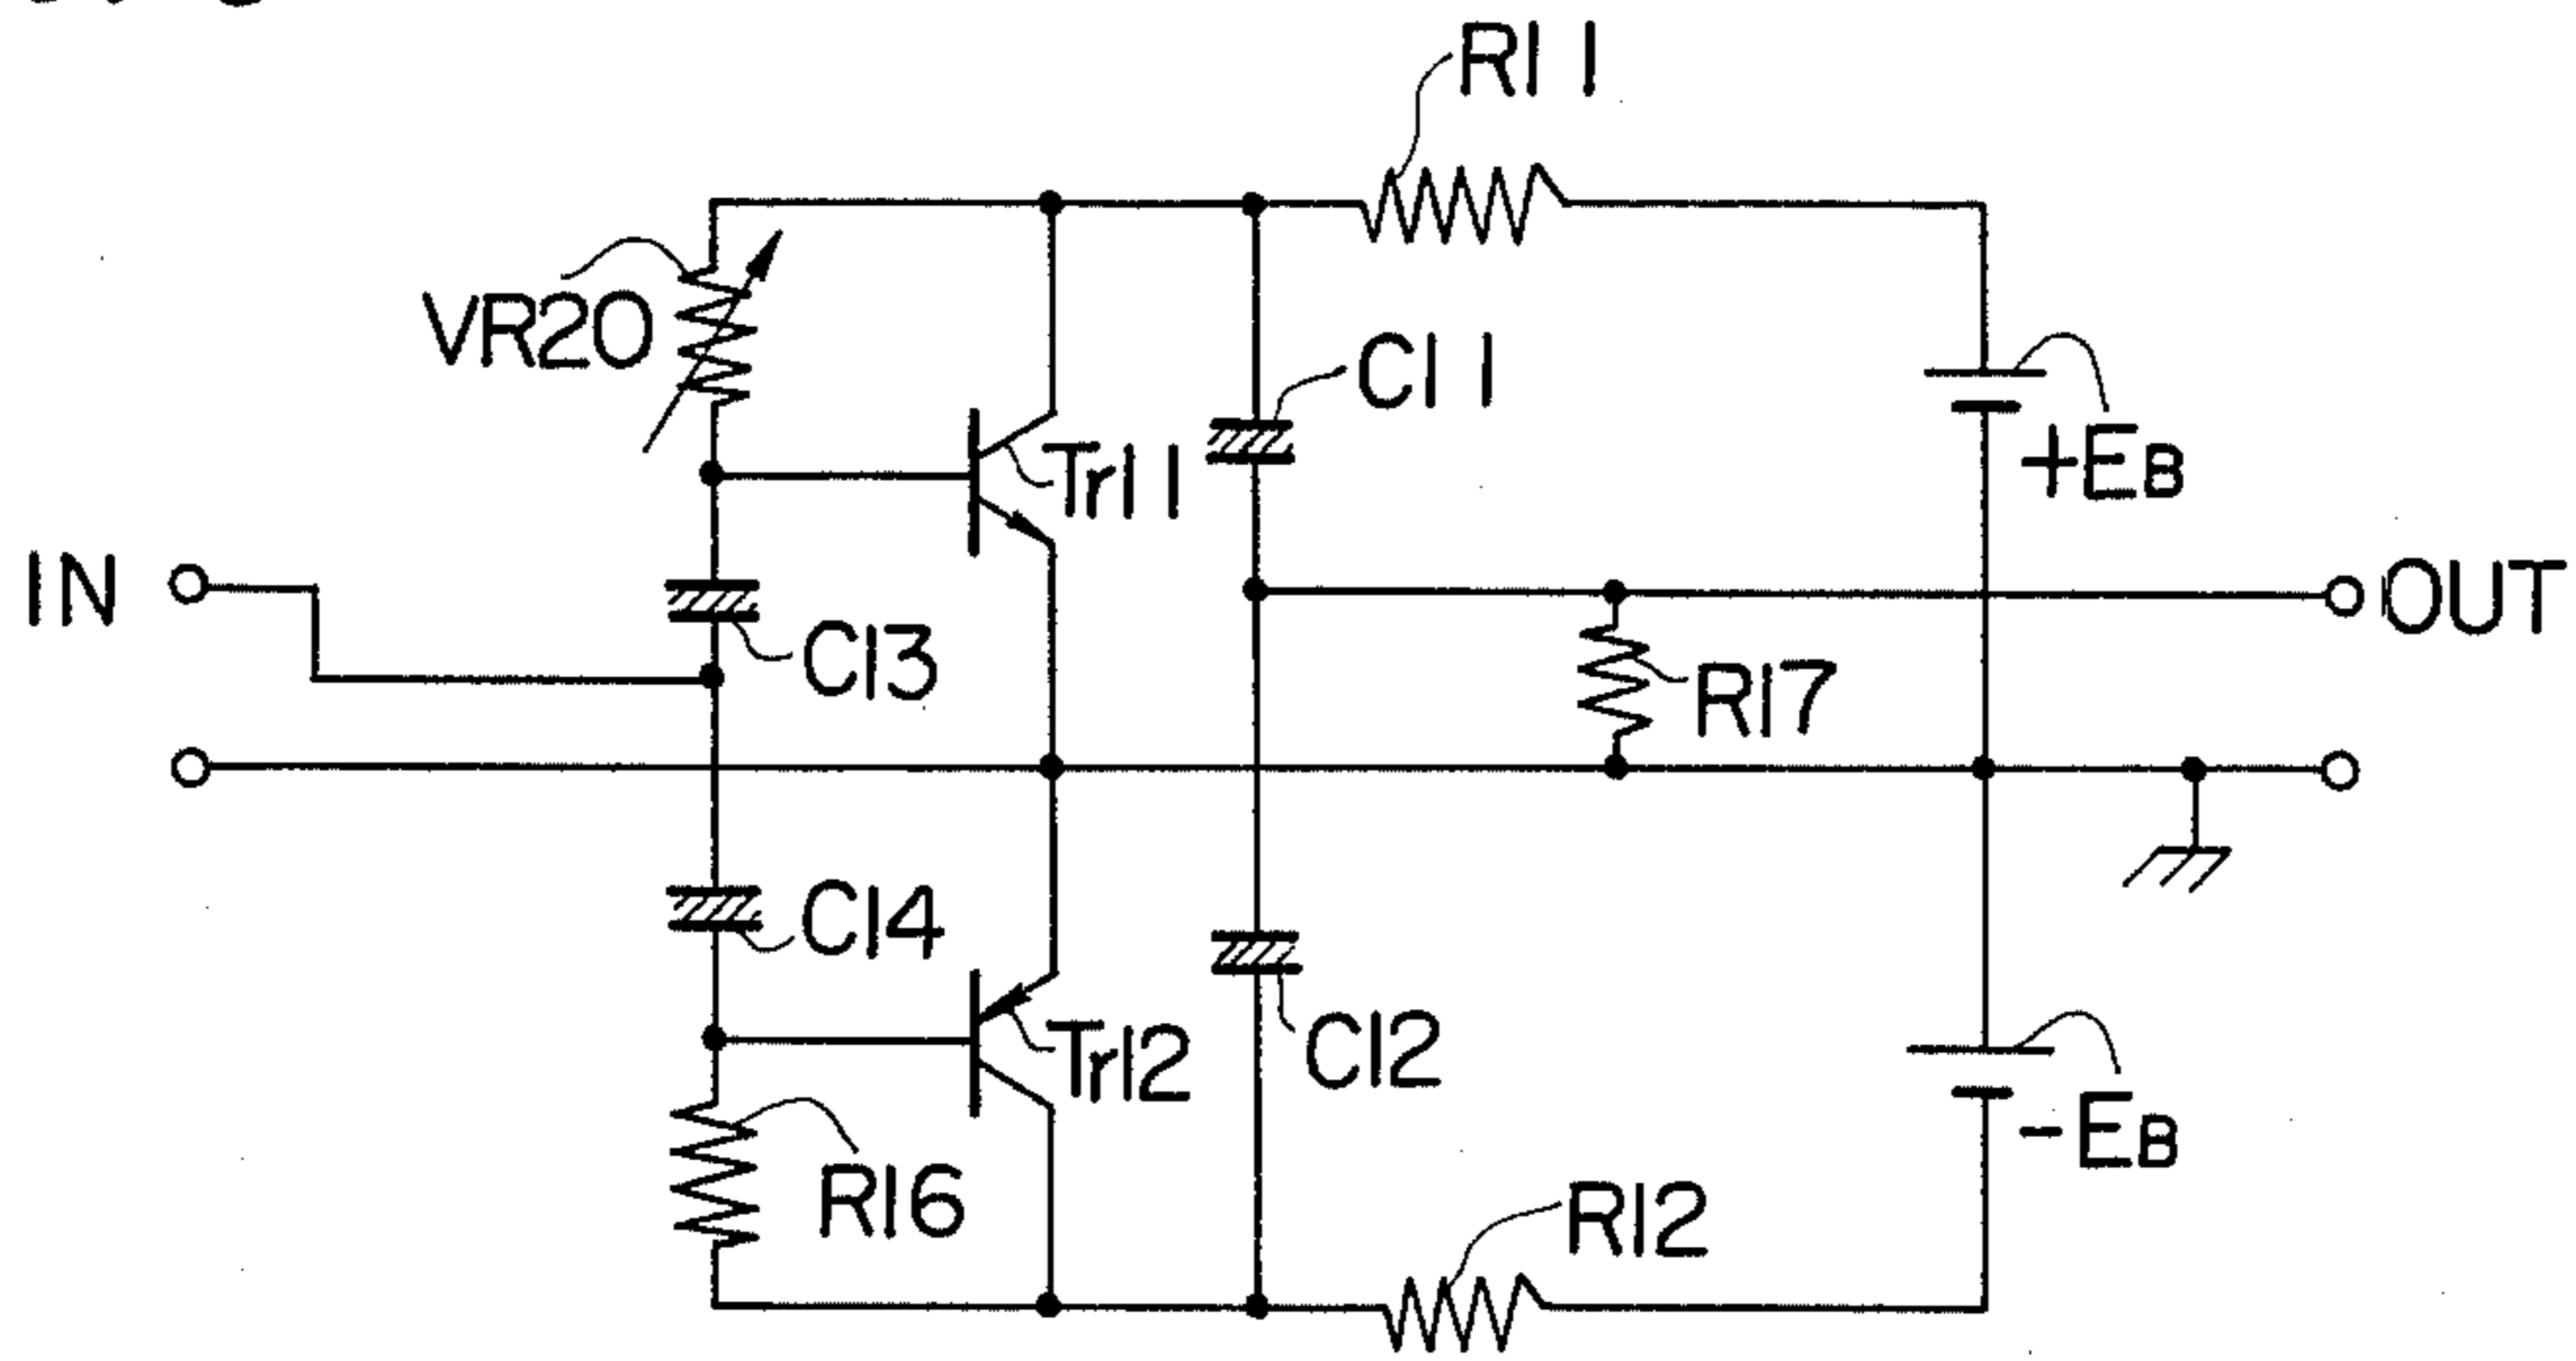 R11
VR20
C11
Tr11
+EB
IN
OUT
C13
R17
C14
Tr12
C12
-EB
R16
R12